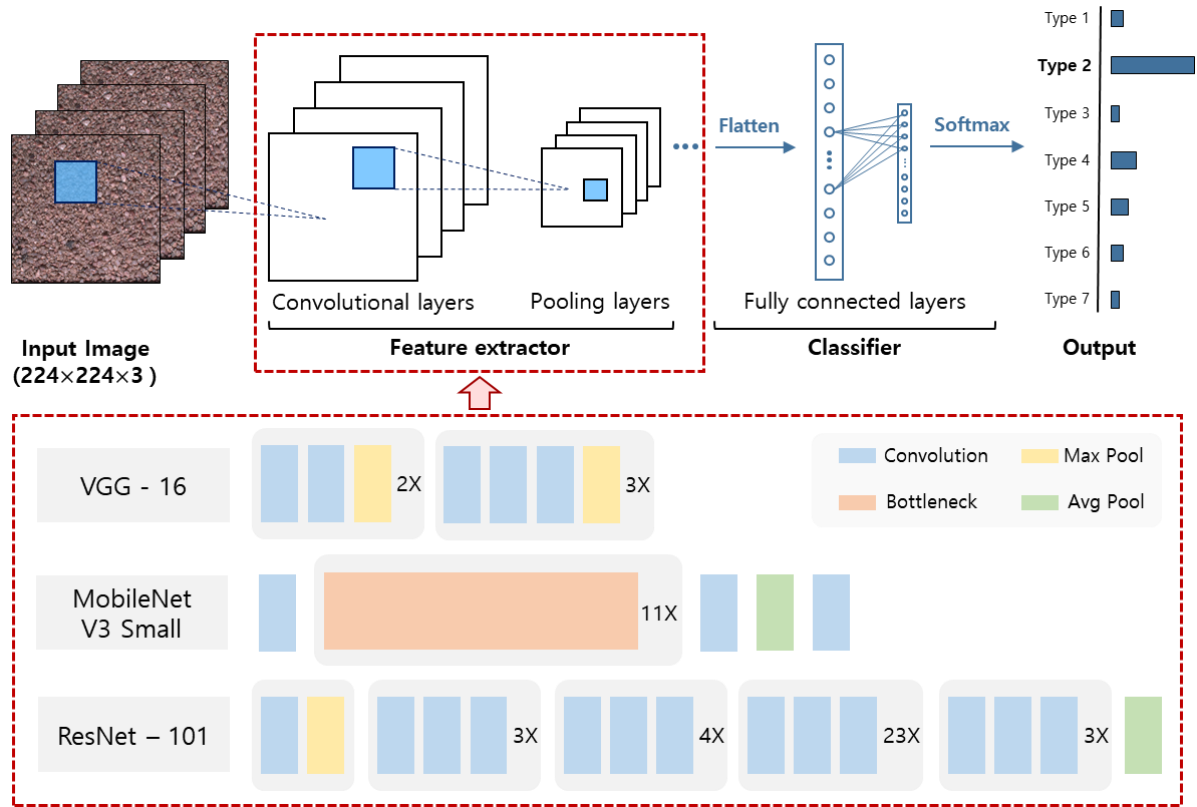 Type 1
Type 2
Type 3
Type 4
Type 5
Type 6
Type 7
Flatten
Softmax
Convolutional layers
Pooling layers
Fully connected layers
Input Image
(224×224×3 )
Feature extractor
Classifier
Output
VGG - 16
2X
3X
Convolution
Max Pool
Bottleneck
Avg Pool
MobileNet
V3 Small
11X
ResNet – 101
3X
4X
23X
3X